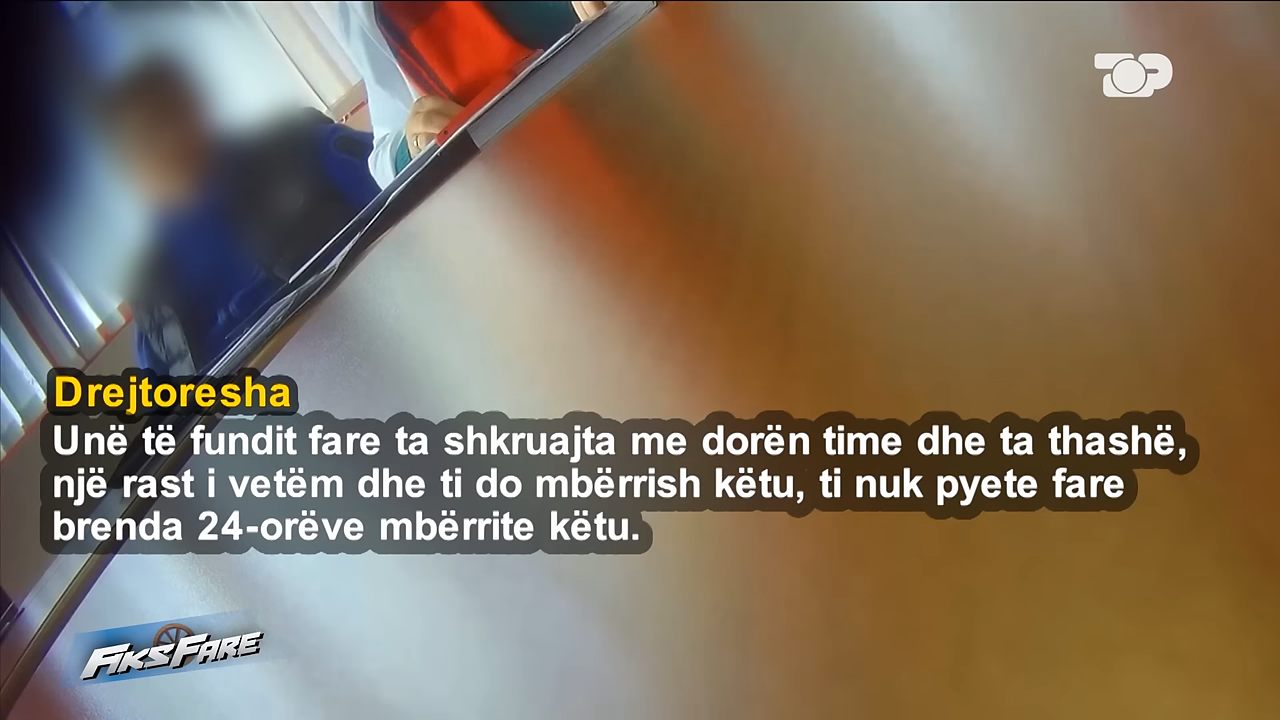 TOP
Drejtoresha
Unë të fundit fare ta shkruajta me dorën time dhe ta thashë,
një rast i vetëm dhe ti do mbërrish këtu, ti nuk pyete fare
brenda 24-orëve mbërrite këtu.
FIKSFARE